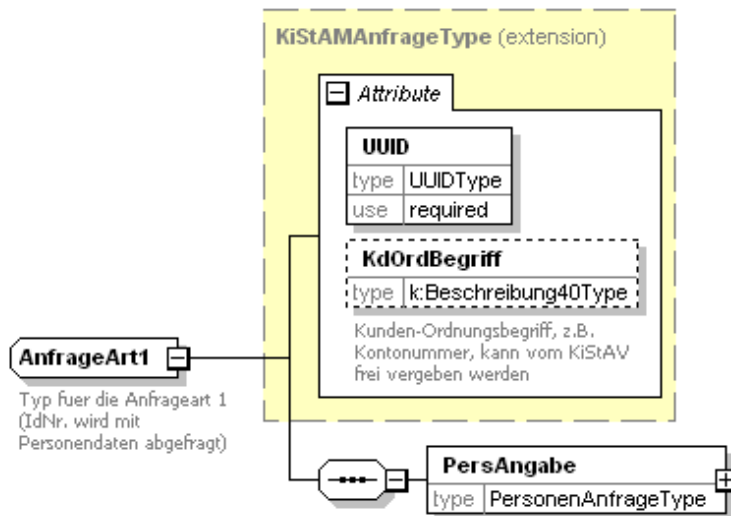 KiStAMAnfrageType (extension)
Attribute
UUID
type UUIDType
use required
KdOrdBegriff
type k:Beschreibung40Type
Kunden-Ordnungsbegriff, z.B.
Kontonummer, kann vom KiStAV
frei vergeben werden
AnfrageArt1
Typ fuer die Anfrageart 1
(IdNr. wird mit
Personendaten abgefragt)
PersAngabe
type PersonenAnfrageType